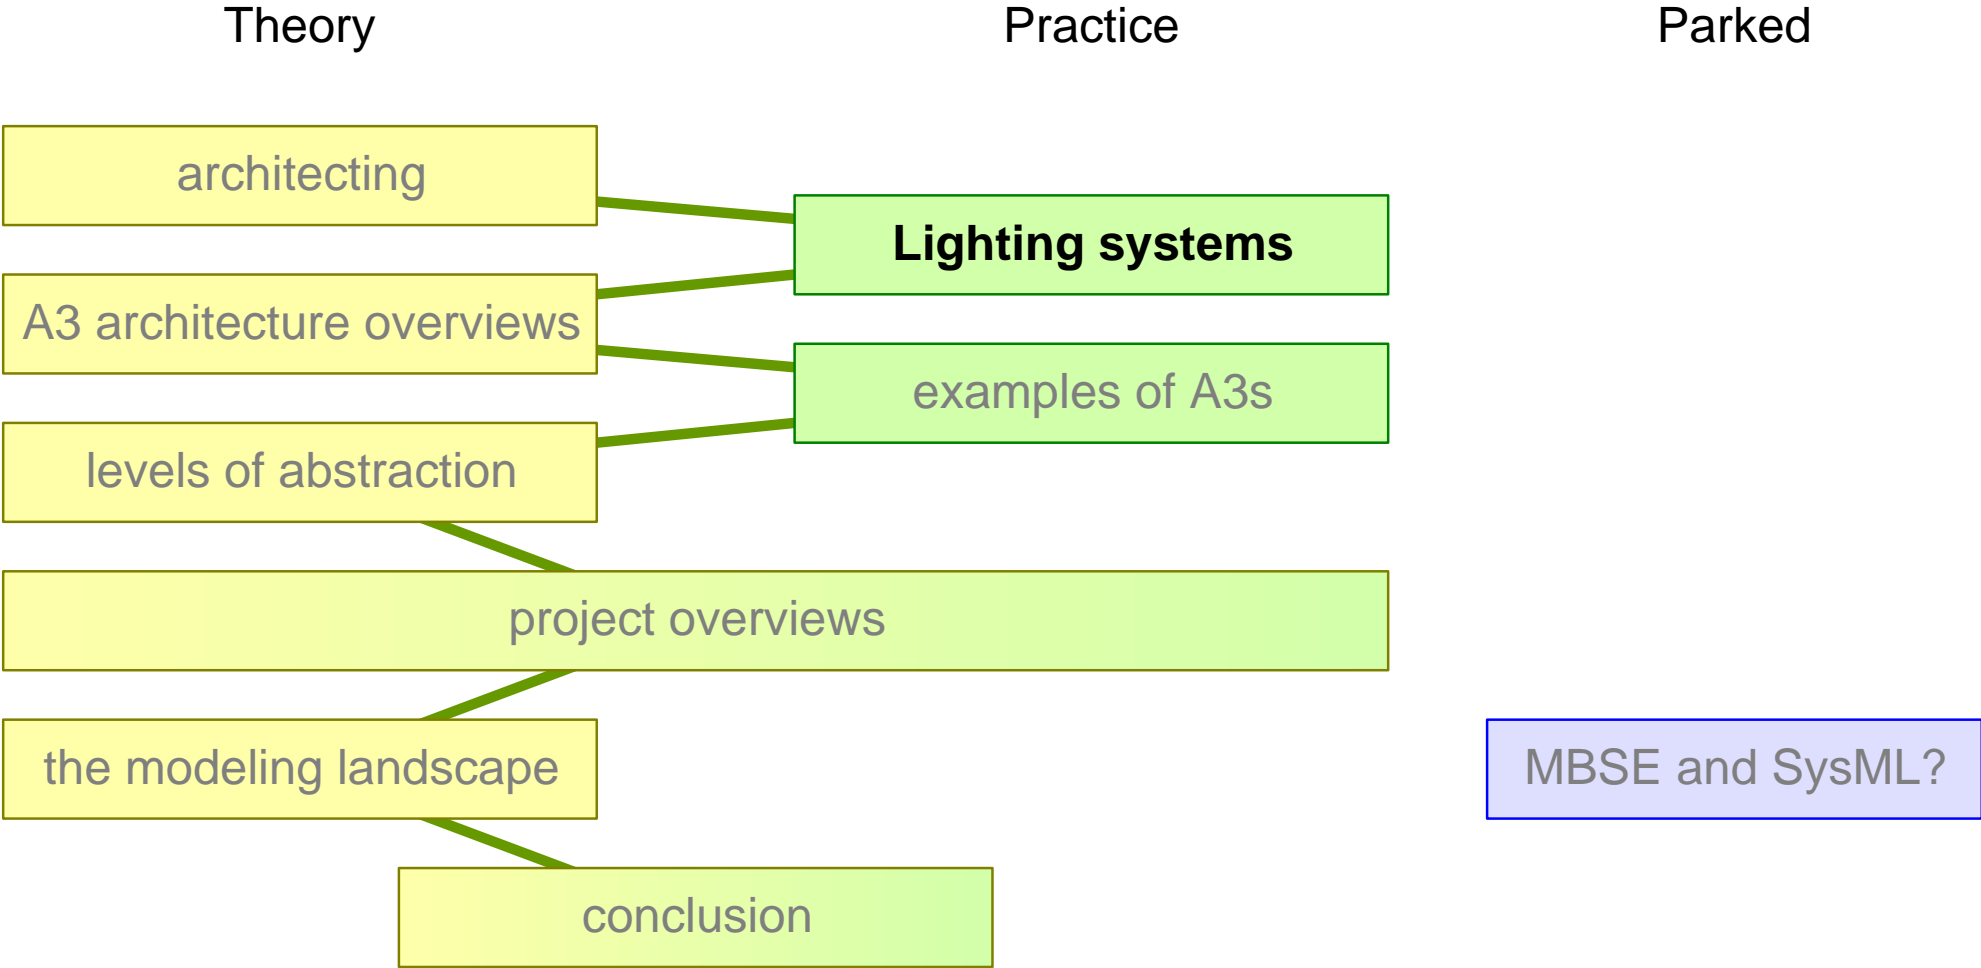 Theory
Practice
Parked
architecting
Lighting systems
A3 architecture overviews
examples of A3s
levels of abstraction
project overviews
the modeling landscape
MBSE and SysML?
conclusion